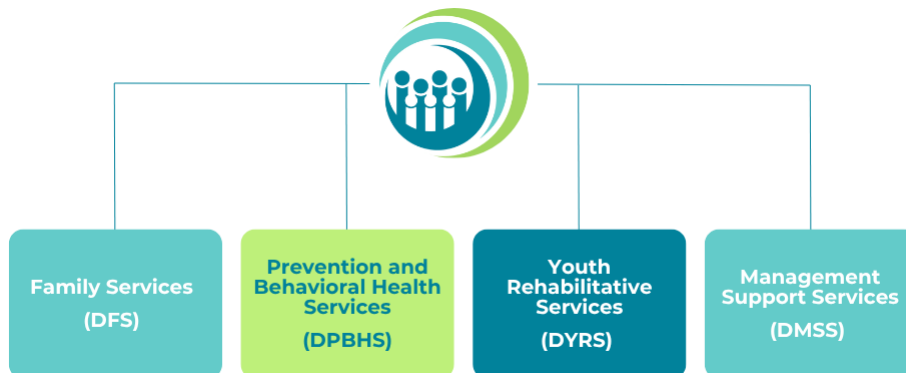 Family Services
(DFS)
Prevention and
Behavioral Health
Services
(DPBHS)
Youth
Rehabilitative
Services
(DYRS)
Management
Support Services
(DMSS)